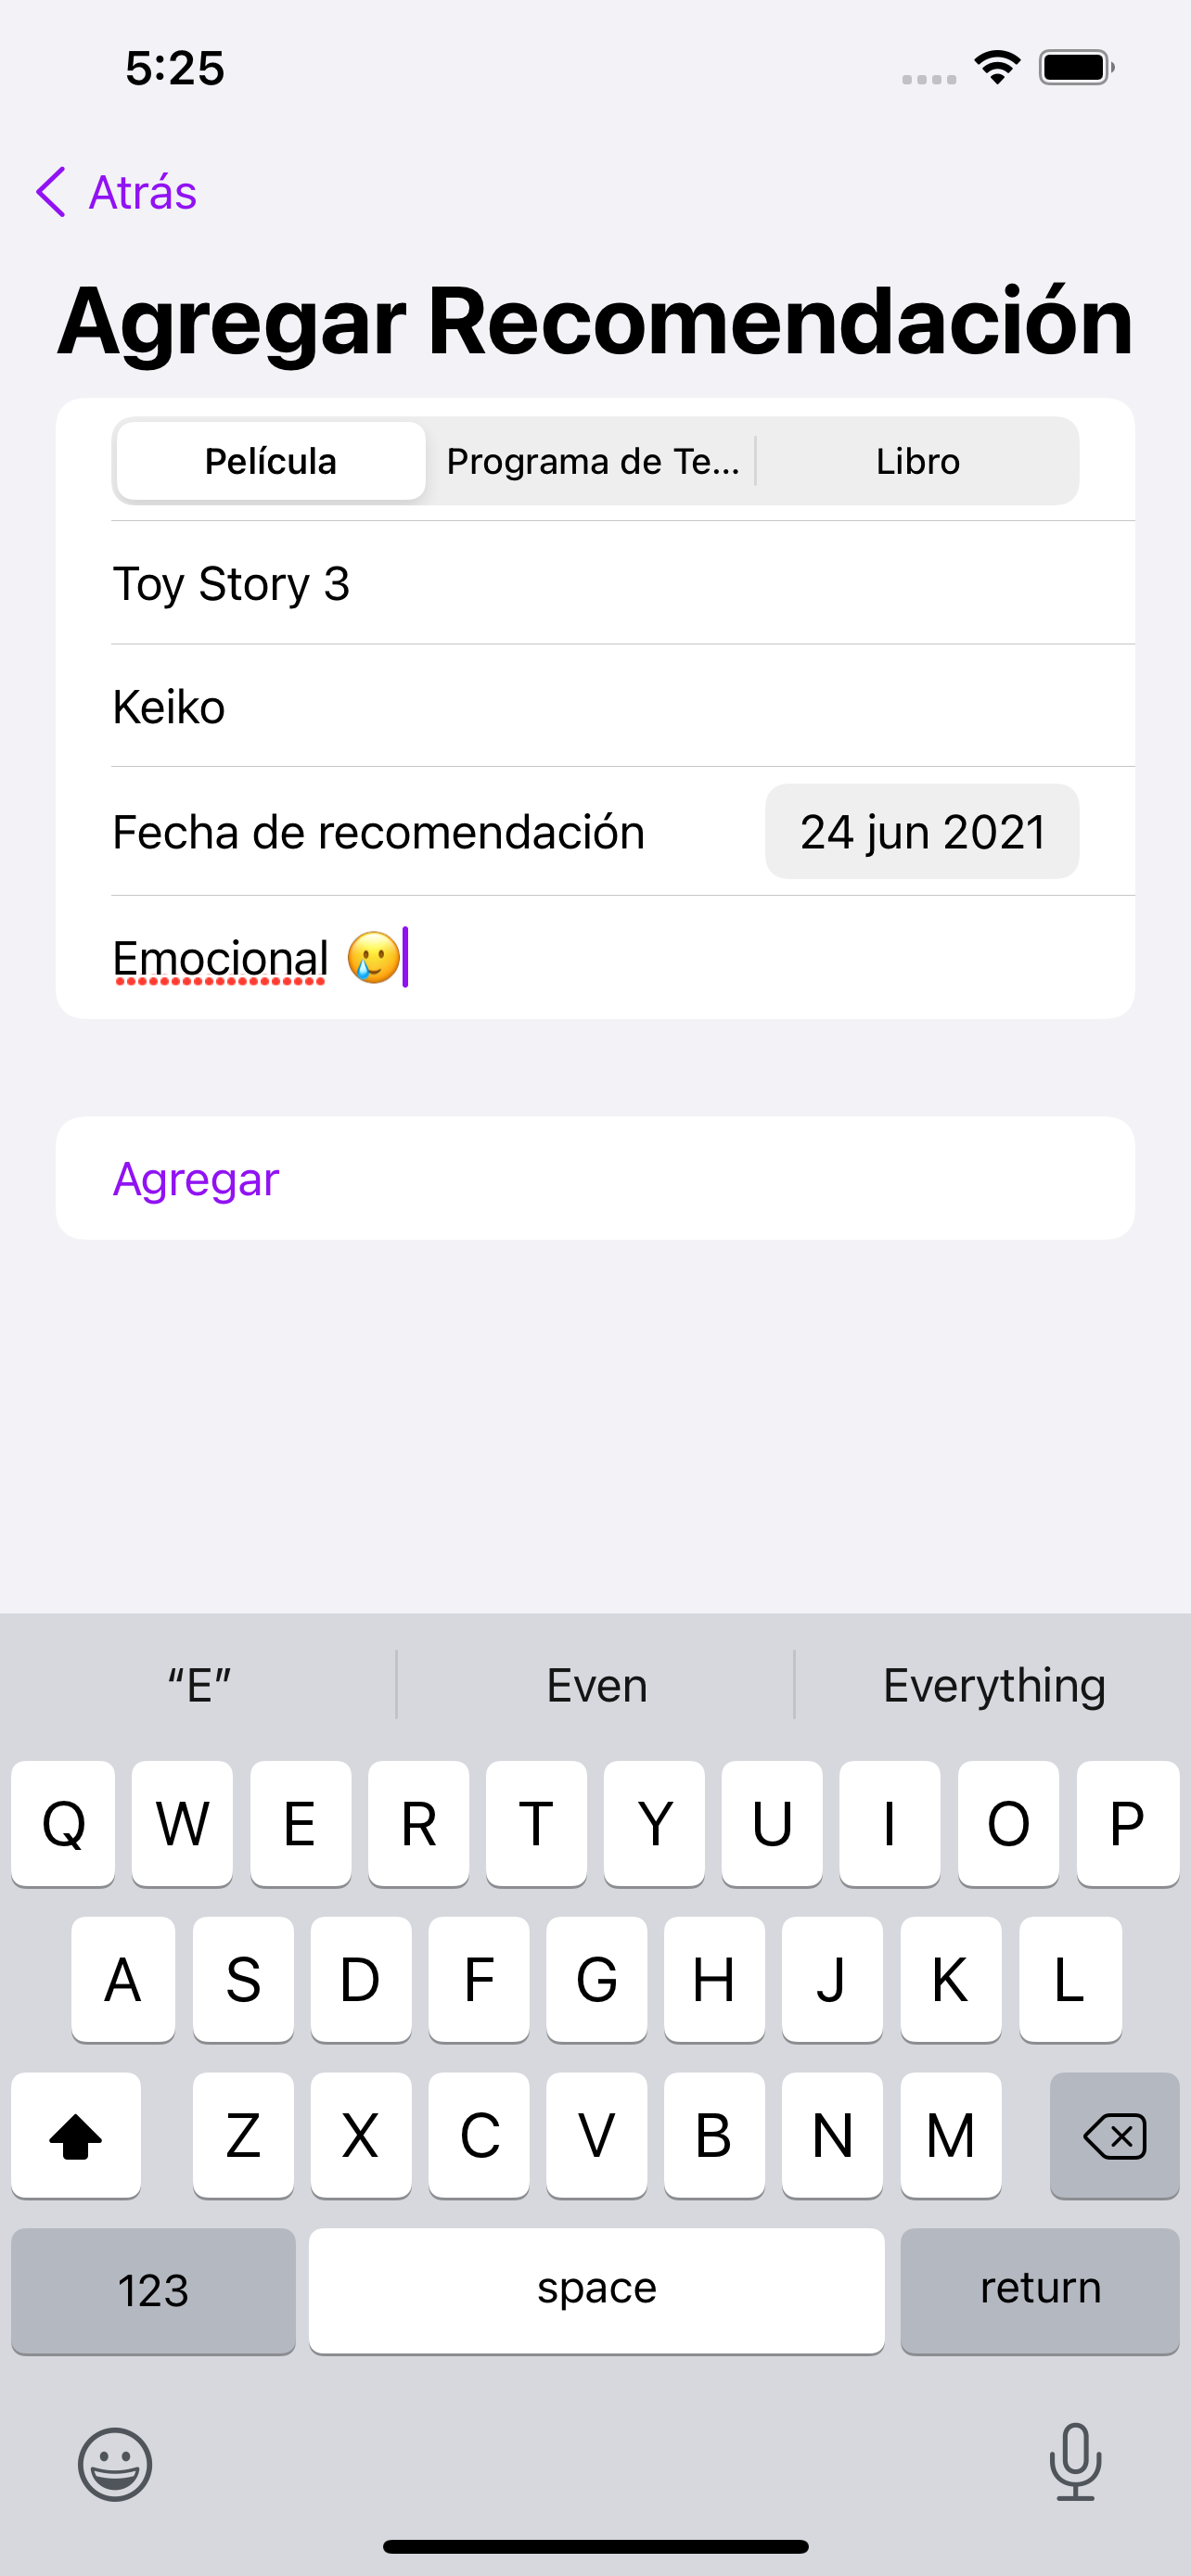 5:25
Atrás
Agregar Recomendación
Película Programa de Te... Libro
Toy Story 3
Keiko
Fecha de recomendación 24 jun 2021
Emocional 🥲
Agregar
“E” Even Everything
Q W E R T Y U I O P
A S D F G H J K L
Z X C V B N M
123 space return